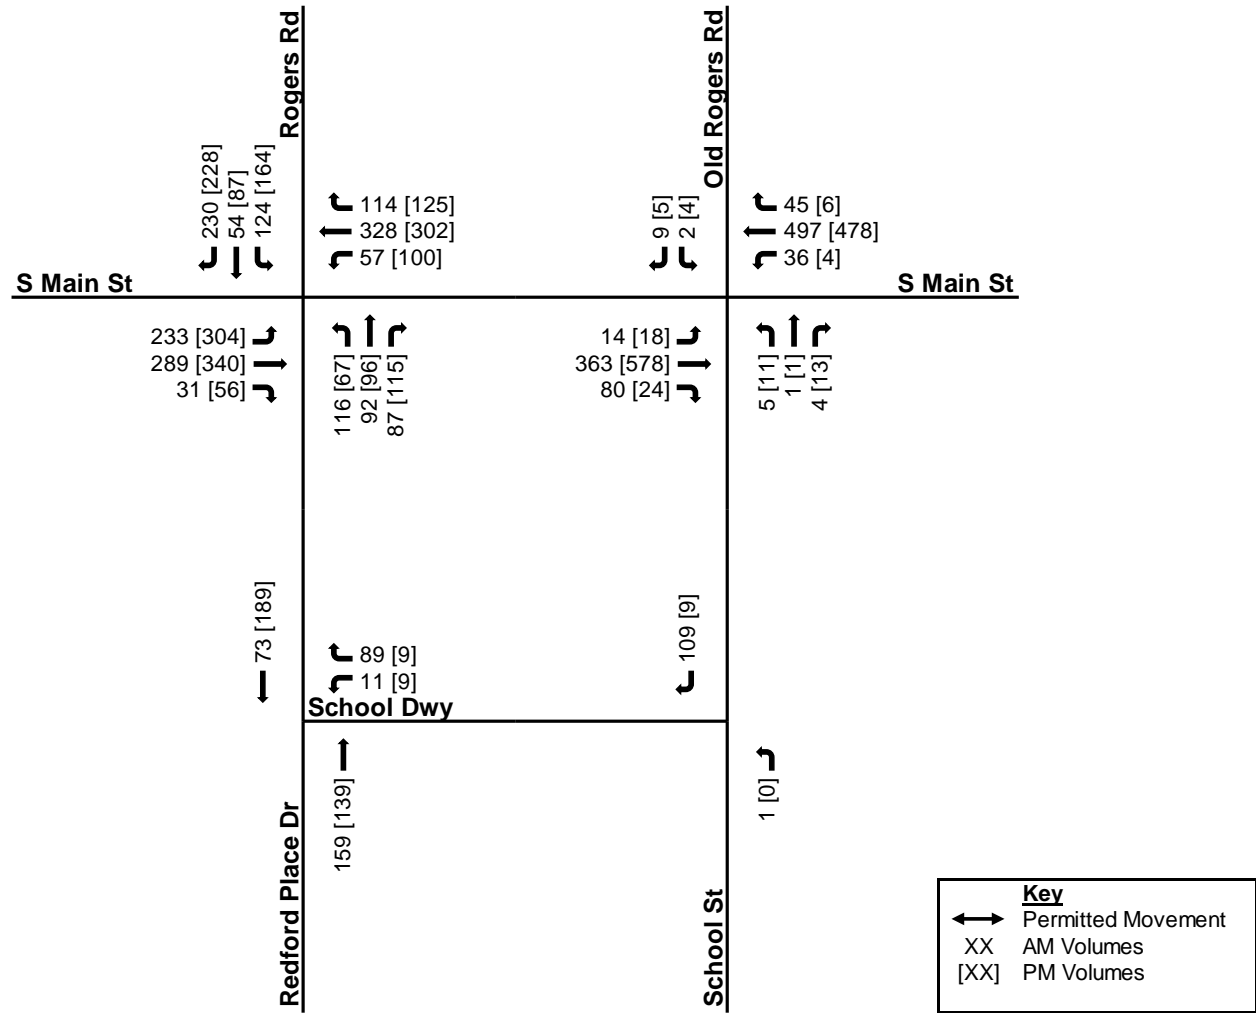 Rogers Rd
Old Rogers Rd
230 [228]
54 [87]
124 [164]
114 [125]
328 [302]
57 [100]
9 [5]
2 [4]
45 [6]
497 [478]
36 [4]
S Main St
S Main St
233 [304]
289 [340]
31 [56]
116 [67]
92 [96]
87 [115]
14 [18]
363 [578]
80 [24]
5 [11]
1 [1]
4 [13]
73 [189]
89 [9]
11 [9]
109 [9]
School Dwy
159 [139]
1 [0]
Redford Place Dr
School St
Key
Permitted Movement
XX AM Volumes
[XX] PM Volumes